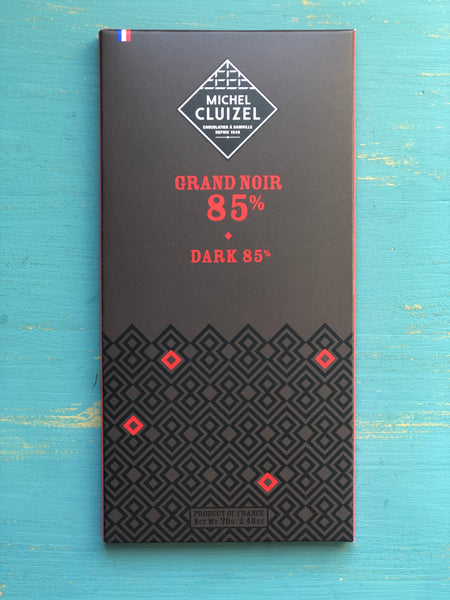 MICHEL
CLUIZEL
CHOCOLATIER À DAMVILLE
DEPUIS 1948
GRAND NOIR
85%
DARK 85%
PRODUCT OF FRANCE
NET WT 70g-2.46oz